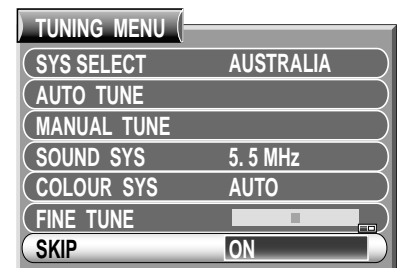 TUNING MENU
SYS SELECT AUSTRALIA
AUTO TUNE
MANUAL TUNE
SOUND SYS 5. 5 MHz
COLOUR SYS AUTO
FINE TUNE
SKIP ON